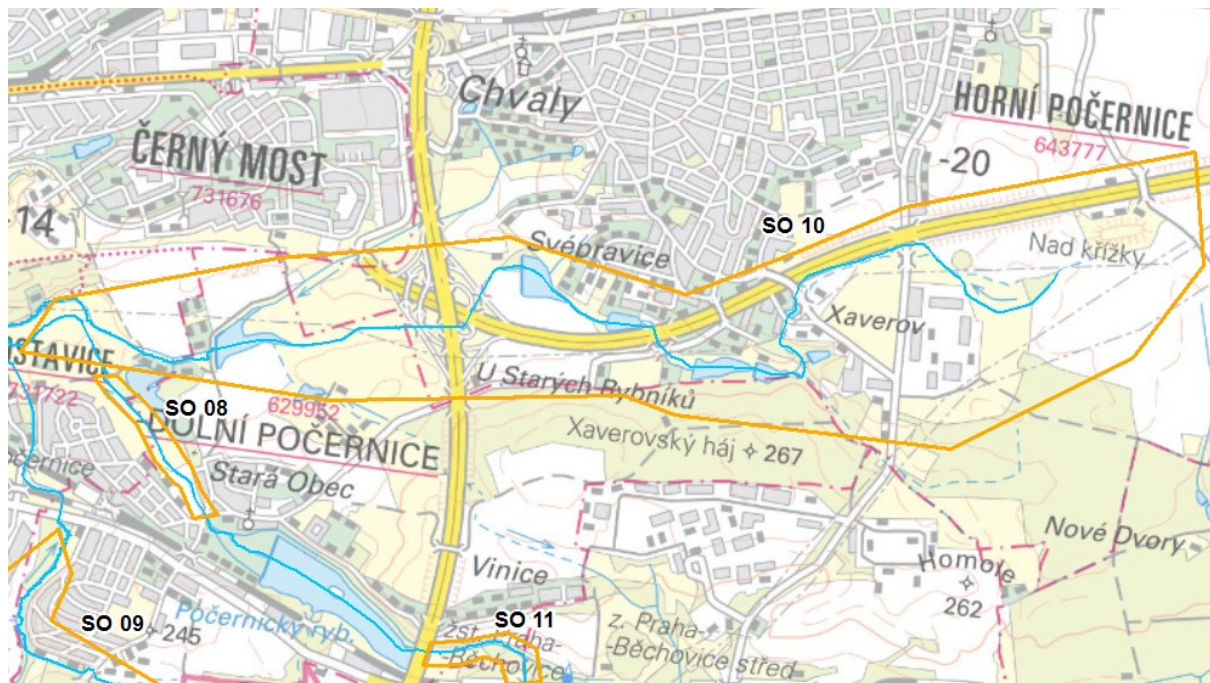 Chvaly
HORNÍ POČERNICE
643777
ČERNÝ MOST
731676
-20
-14
SO 10
Svépravice
Nad křížky
230
Xaverov
U Starých Rybníků
731722
SO 08
629952
DOLNÍ POČERNICE
Xaverovský háj 267
Stará Obec
Nové Dvory
Vinice
Homole
262
SO 09
245
Počernický ryb.
SO 11
žst. Praha-
-Běchovice
z. Praha-
-Běchovice střed